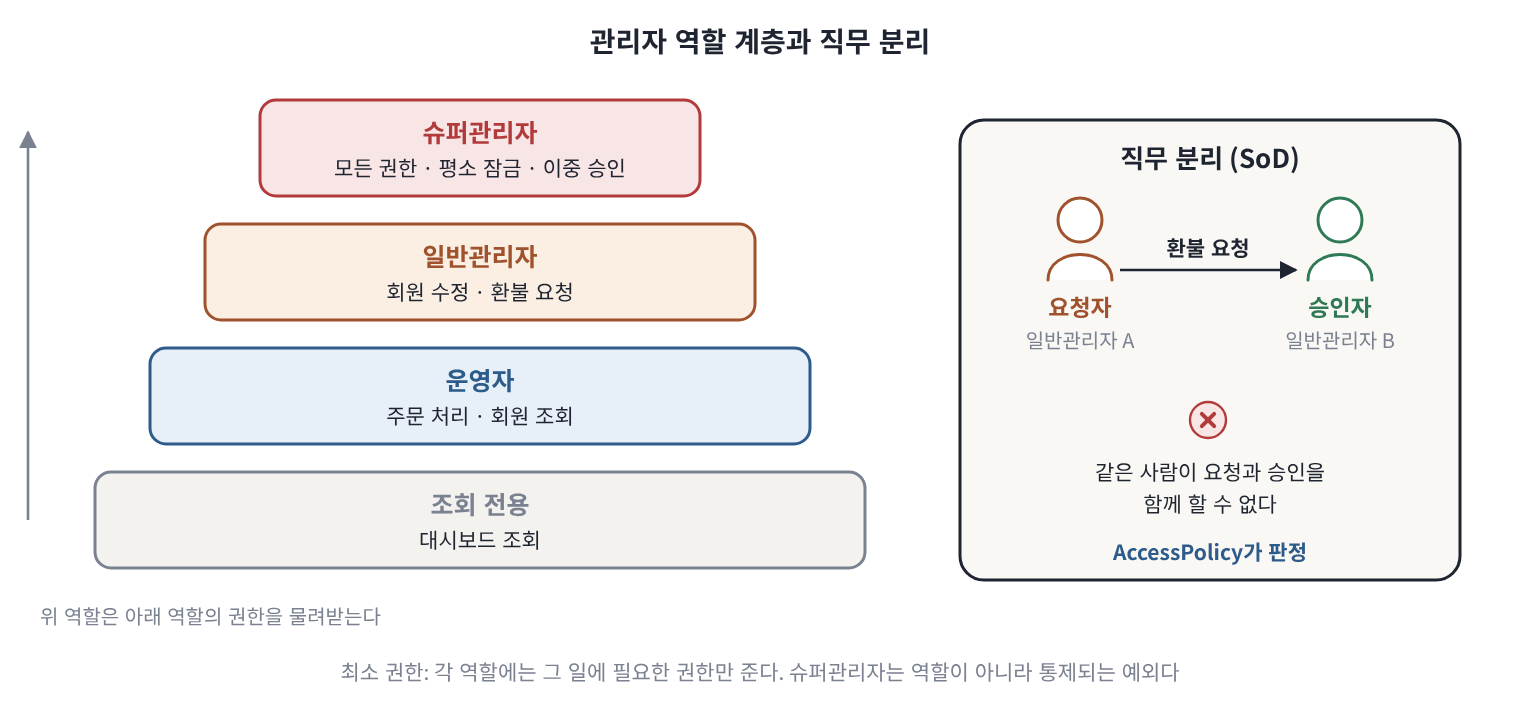 관리자 역할 계층과 직무 분리
슈퍼관리자
모든 권한 · 평소 잠금 · 이중 승인
일반관리자
회원 수정 · 환불 요청
운영자
주문 처리 · 회원 조회
조회 전용
대시보드 조회
위 역할은 아래 역할의 권한을 물려받는다
직무 분리 (SoD)
환불 요청
요청자
승인자
일반관리자 A
일반관리자 B
같은 사람이 요청과 승인을
함께 할 수 없다
AccessPolicy가 판정
최소 권한: 각 역할에는 그 일에 필요한 권한만 준다. 슈퍼관리자는 역할이 아니라 통제되는 예외다